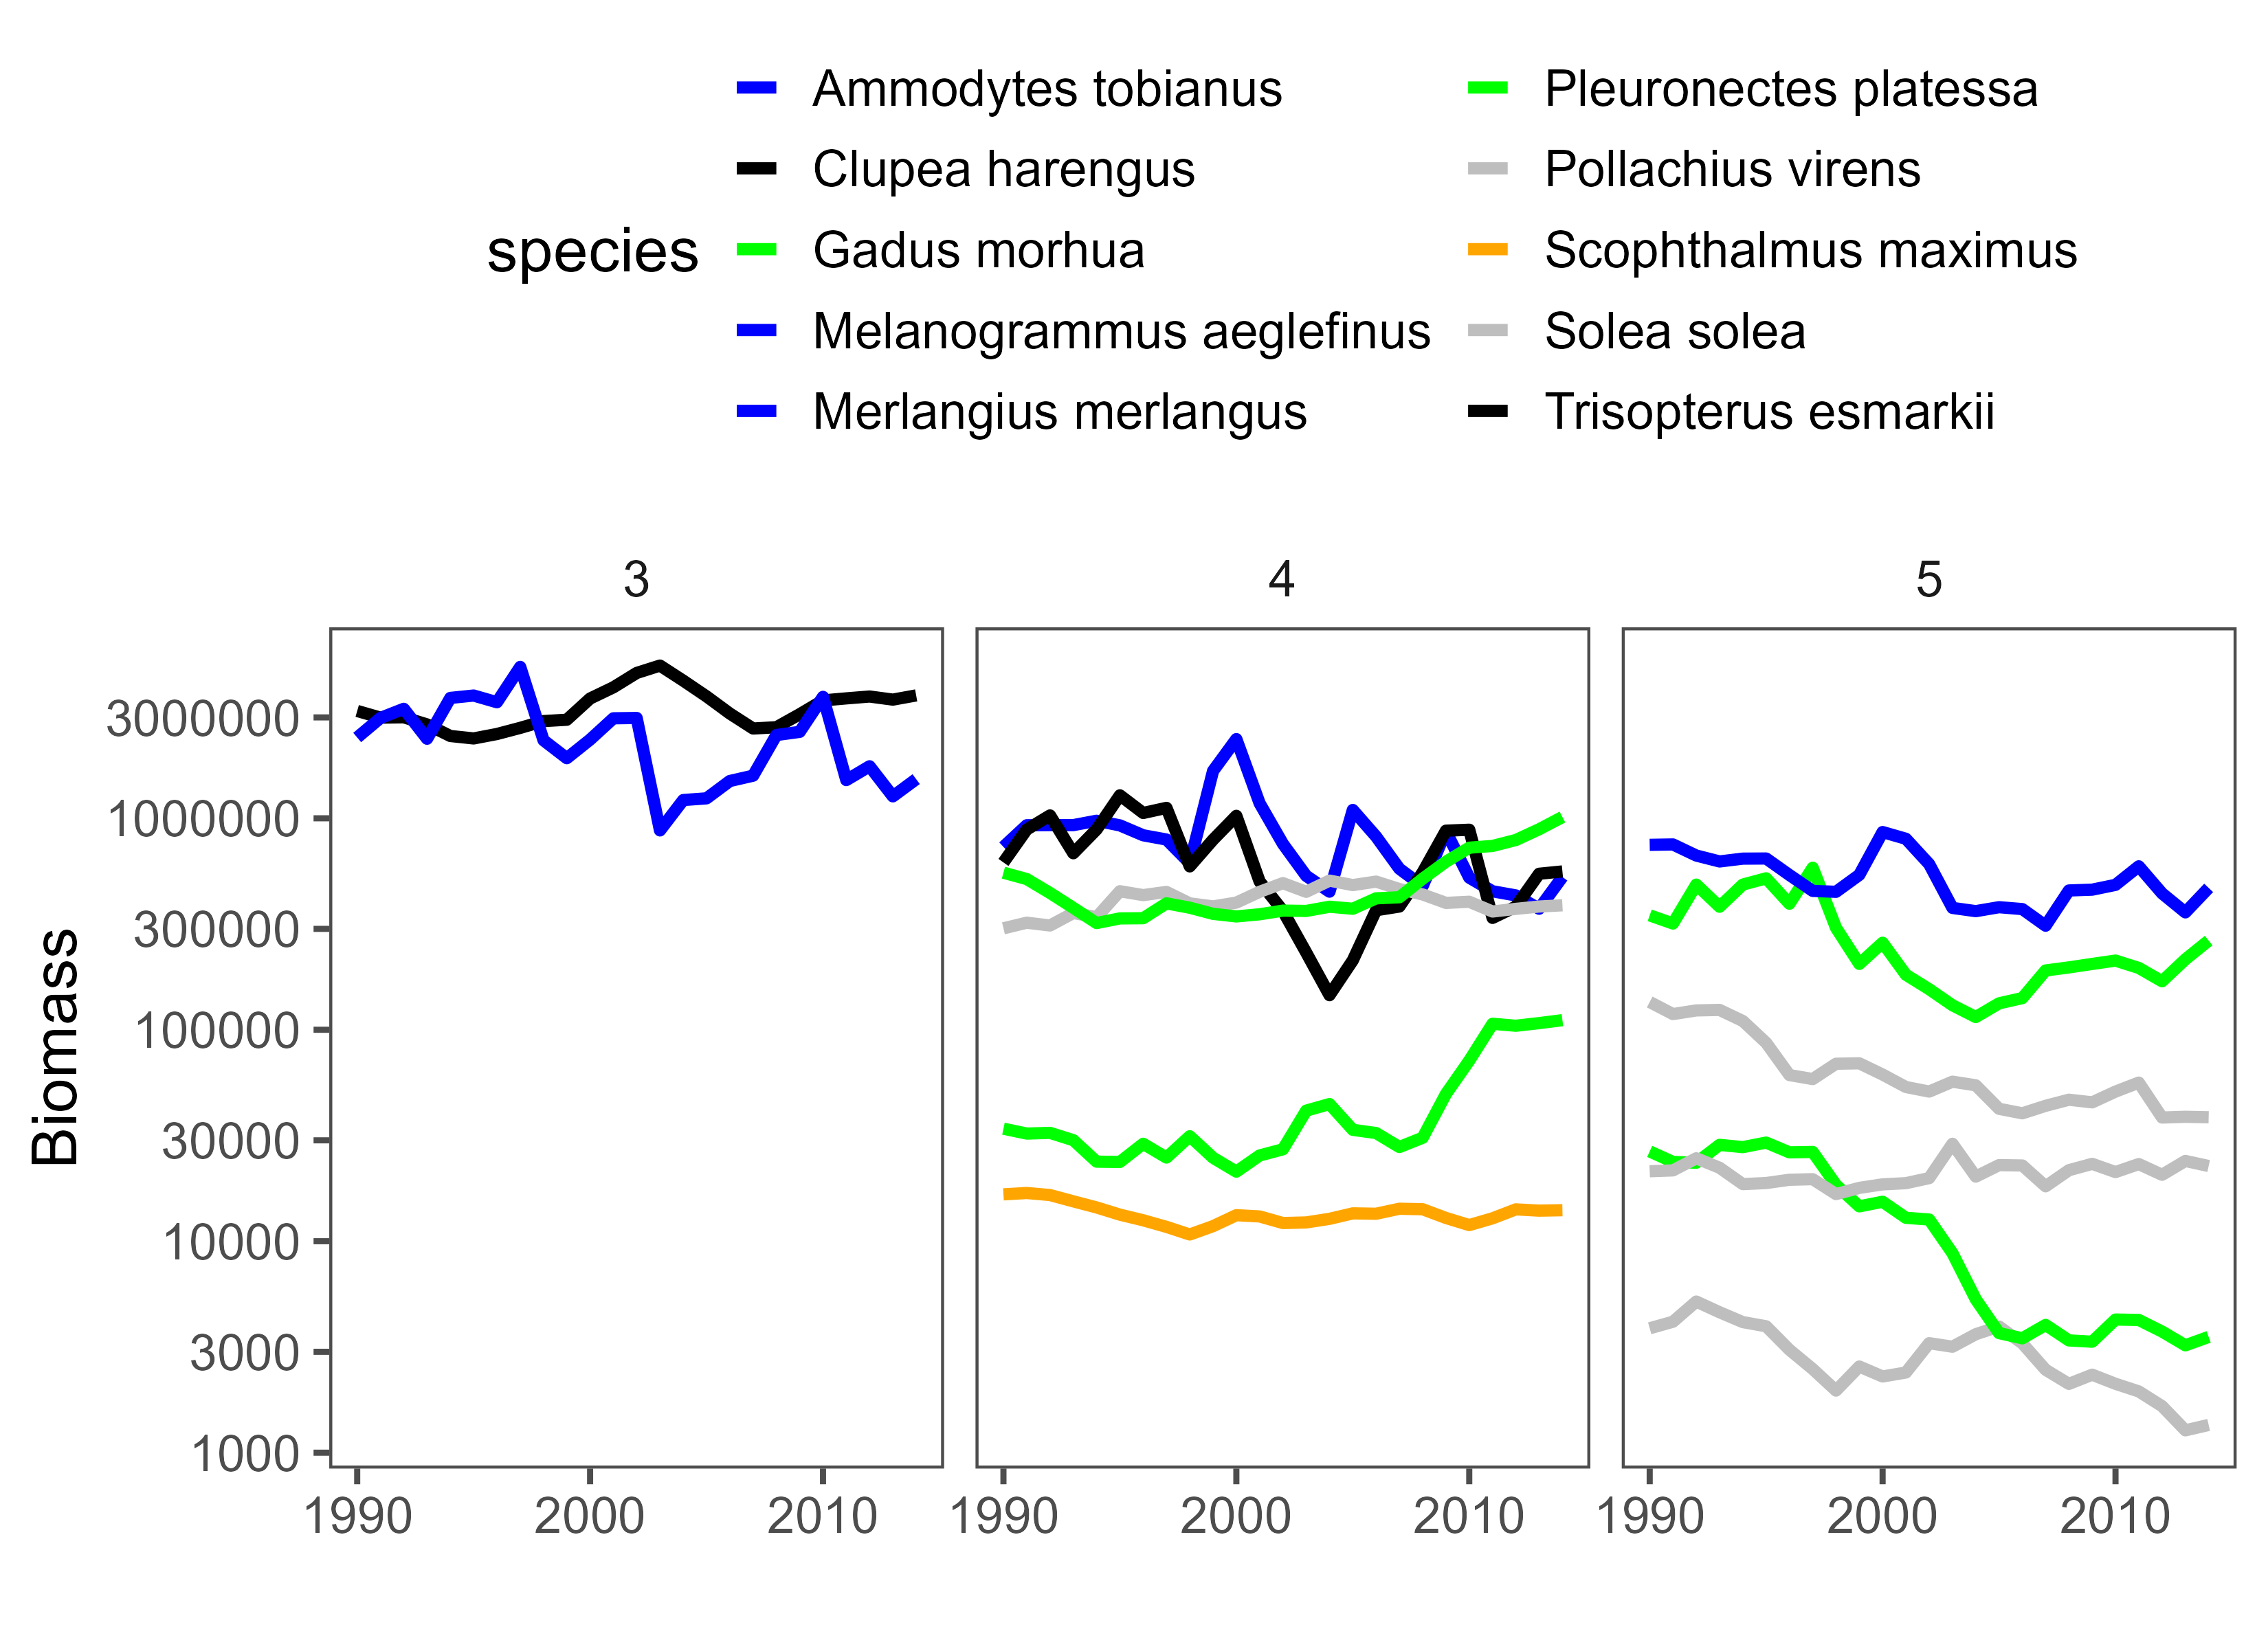 species
Ammodytes tobianus
Clupea harengus
Gadus morhua
Melanogrammus aeglefinus
Merlangius merlangus
Pleuronectes platessa
Pollachius virens
Scophthalmus maximus
Solea solea
Trisopterus esmarkii
3 4 5
Biomass
3000000
1000000
300000
100000
30000
10000
3000
1000
1990 2000 2010 1990 2000 2010 1990 2000 2010